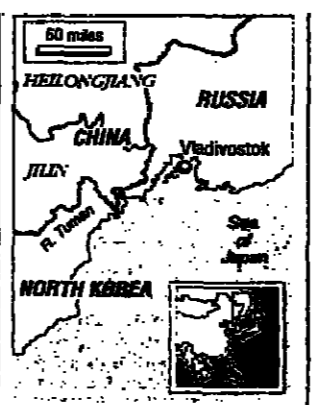 60 miles
HEILONGJIANG
RUSSIA
CHINA
Vladivostok
JILIN
R. Tumen
Sea
of
Japan
NORTH KOREA